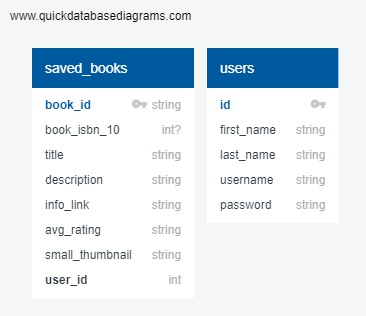 www.quickdatabasediagrams.com
saved_books
book_id string
book_isbn_10 int?
title string
description string
info_link string
avg_rating string
small_thumbnail string
user_id int
users
id
first_name string
last_name string
username string
password string